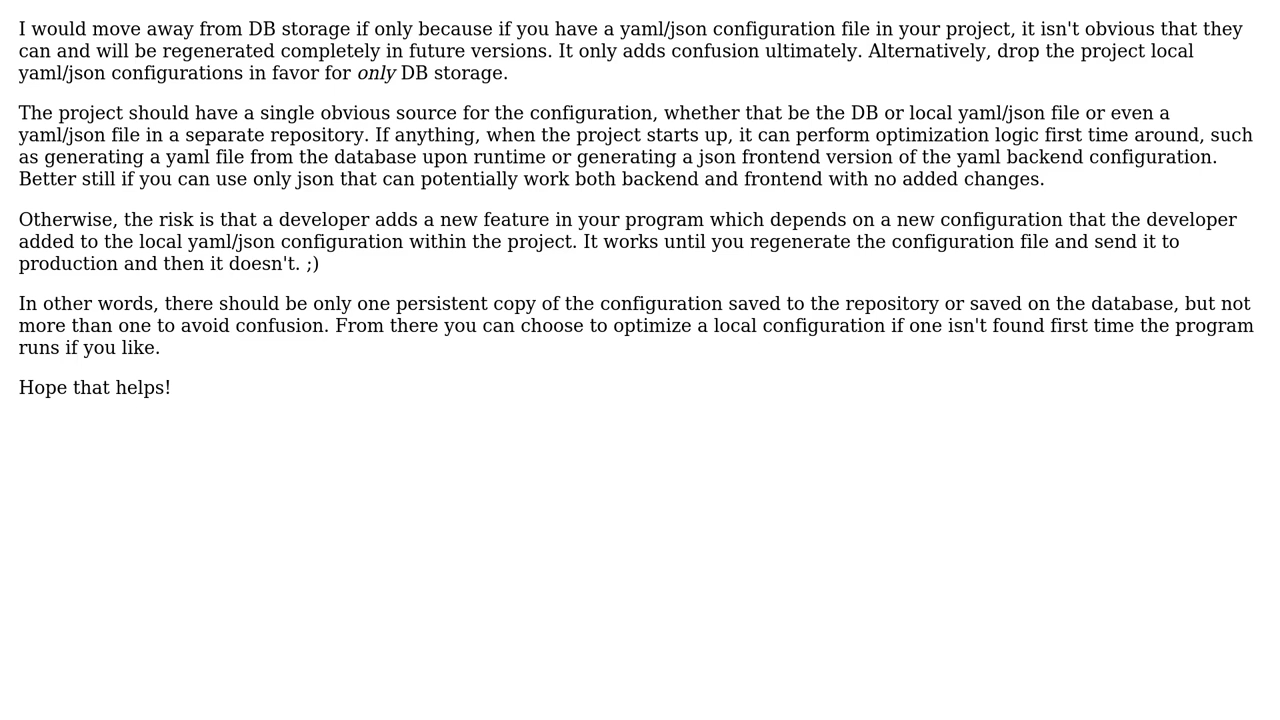 I would move away from DB storage if only because if you have a yaml/json configuration file in your project, it isn't obvious that they
can and will be regenerated completely in future versions. It only adds confusion ultimately. Alternatively, drop the project local
yaml/json configurations in favor for only DB storage.
The project should have a single obvious source for the configuration, whether that be the DB or local yaml/json file or even a
yaml/json file in a separate repository. If anything, when the project starts up, it can perform optimization logic first time around, such
as generating a yaml file from the database upon runtime or generating a json frontend version of the yaml backend configuration.
Better still if you can use only json that can potentially work both backend and frontend with no added changes.
Otherwise, the risk is that a developer adds a new feature in your program which depends on a new configuration that the developer
added to the local yaml/json configuration within the project. It works until you regenerate the configuration file and send it to
production and then it doesn't. ;)
In other words, there should be only one persistent copy of the configuration saved to the repository or saved on the database, but not
more than one to avoid confusion. From there you can choose to optimize a local configuration if one isn't found first time the program
runs if you like.
Hope that helps!